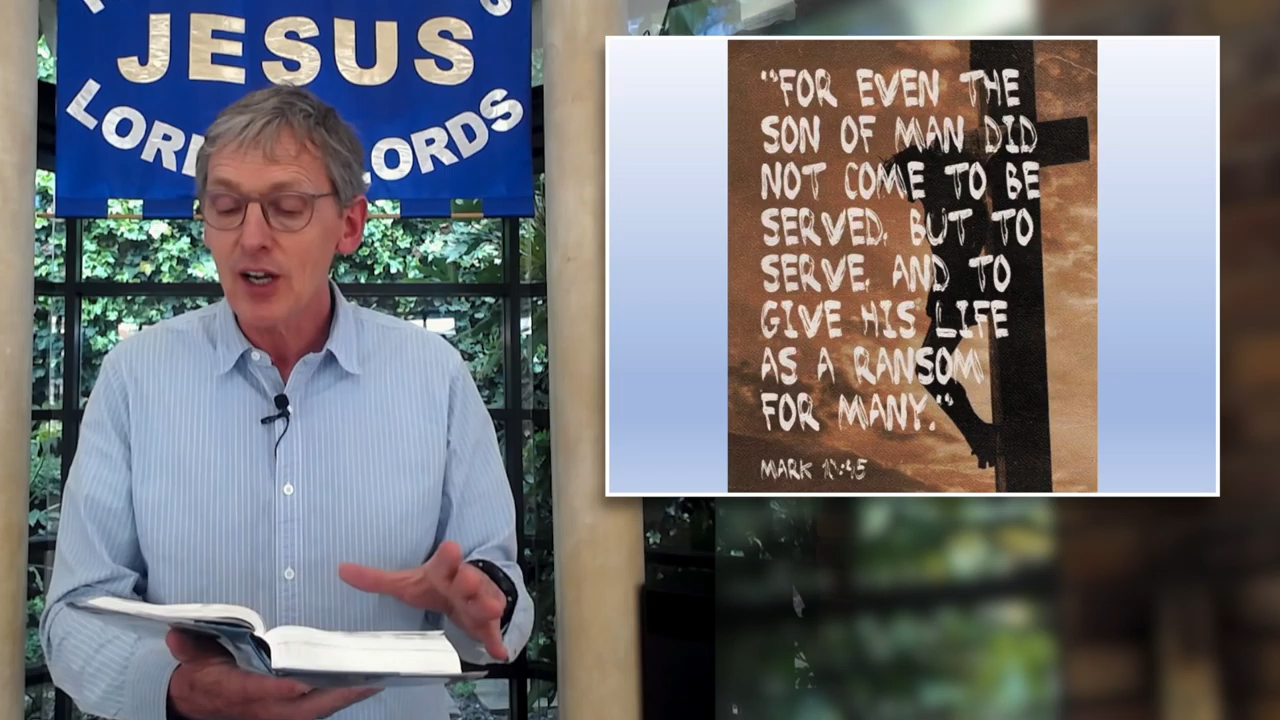 JESUS
LORD LORDS
“FOR EVEN THE
SON OF MAN DID
NOT COME TO BE
SERVED, BUT TO
SERVE, AND TO
GIVE HIS LIFE
AS A RANSOM
FOR MANY.”
MARK 10:45